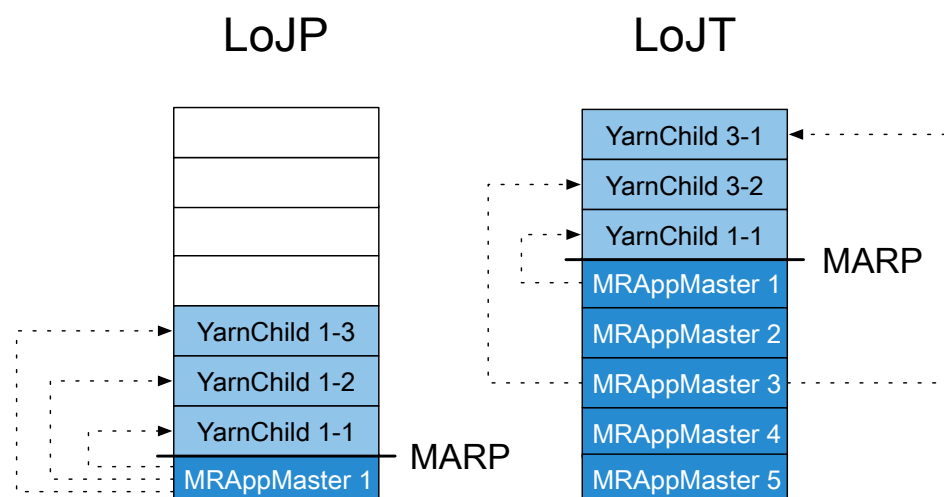 LoJP
YarnChild 1-3
YarnChild 1-2
YarnChild 1-1
MARP
MRAppMaster 1
LoJT
YarnChild 3-1
YarnChild 3-2
YarnChild 1-1
MARP
MRAppMaster 1
MRAppMaster 2
MRAppMaster 3
MRAppMaster 4
MRAppMaster 5